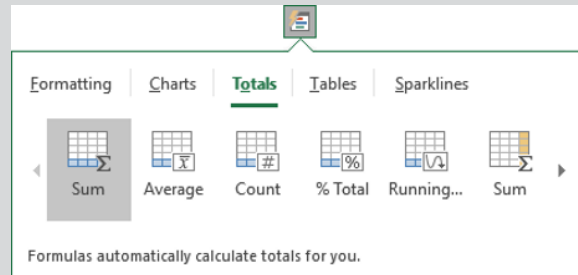 Formatting Charts Totals Tables Sparklines
Sum Average Count % Total Running... Sum
Formulas automatically calculate totals for you.